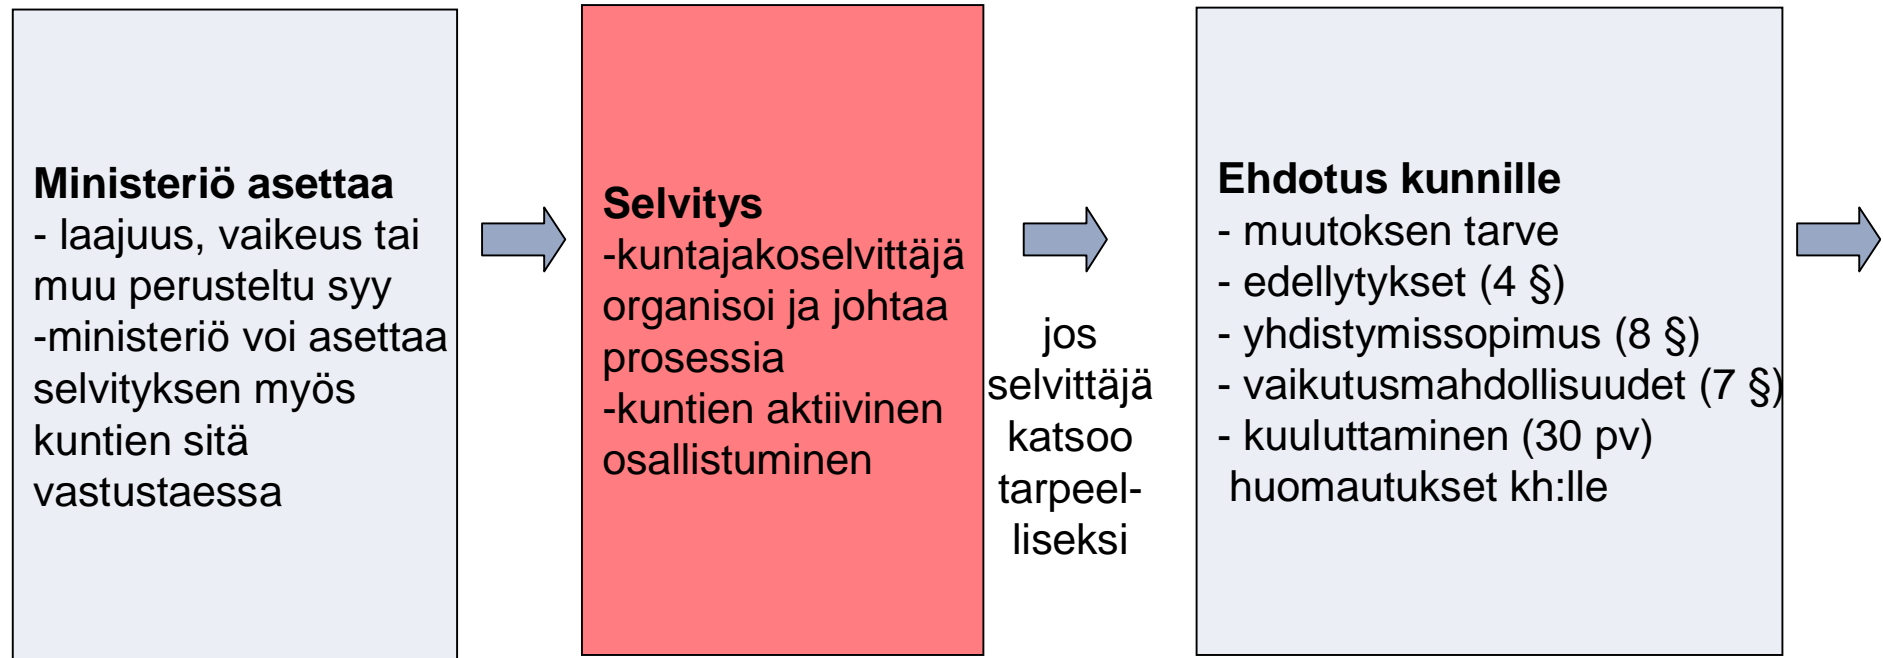 Ministeriö asettaa
- laajuus, vaikeus tai
muu perusteltu syy
-ministeriö voi asettaa
selvityksen myös
kuntien sitä
vastustaessa
Selvitys
-kuntajakoselvittäjä
organisoi ja johtaa
prosessia
-kuntien aktiivinen
osallistuminen
jos
selvittäjä
katsoo
tarpeel-
liseksi
Ehdotus kunnille
- muutoksen tarve
- edellytykset (4 §)
- yhdistymissopimus (8 §)
- vaikutusmahdollisuudet (7 §)
- kuuluttaminen (30 pv)
huomautukset kh:lle